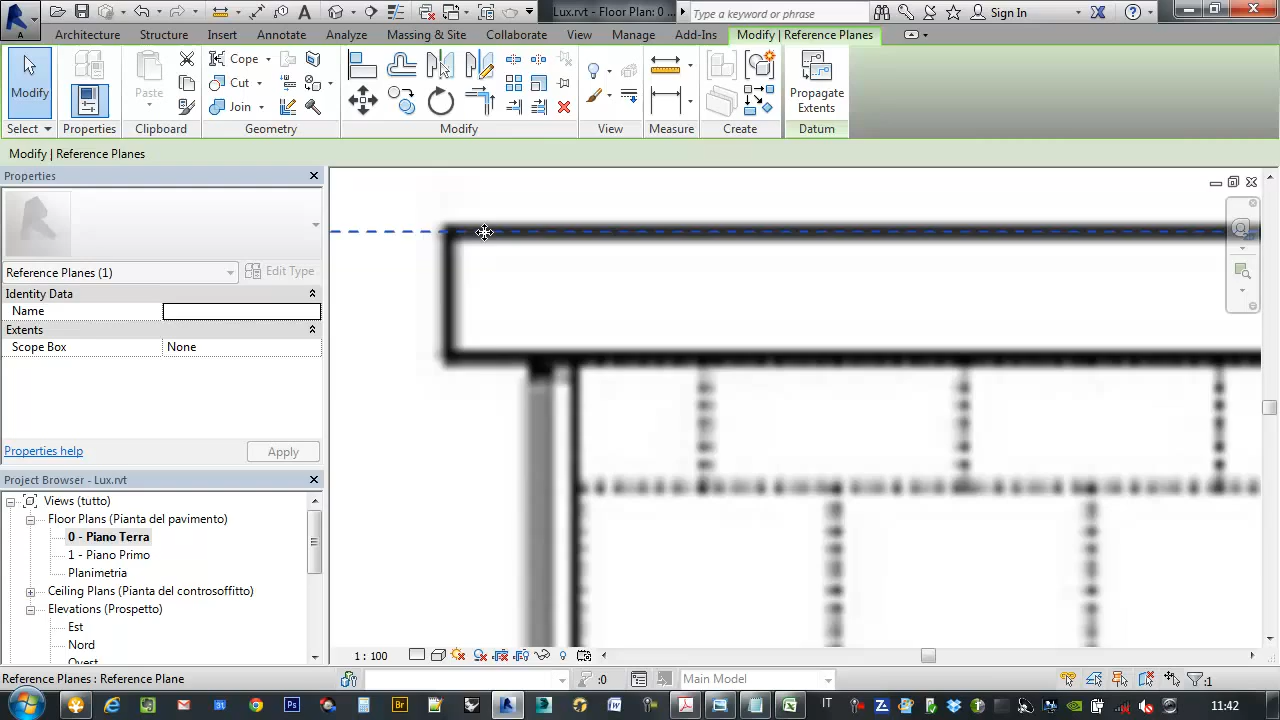 Lux.rvt - Floor Plan: 0 ...
Type a keyword or phrase
Sign In
Architecture
Structure
Insert
Annotate
Analyze
Massing & Site
Collaborate
View
Manage
Add-Ins
Modify | Reference Planes
Modify
Paste
Cope
Cut
Join
Propagate
Extents
Select
Properties
Clipboard
Geometry
Modify
View
Measure
Create
Datum
Modify | Reference Planes
Properties
Reference Planes (1)
Edit Type
Identity Data
Name
Extents
Scope Box None
Properties help
Apply
Project Browser - Lux.rvt
Views (tutto)
Floor Plans (Pianta del pavimento)
0 - Piano Terra
1 - Piano Primo
Planimetria
Ceiling Plans (Pianta del controsoffitto)
Elevations (Prospetto)
Est
Nord
Ovest
1 : 100
Reference Planes : Reference Plane
:0
Main Model
:1
IT
11:42